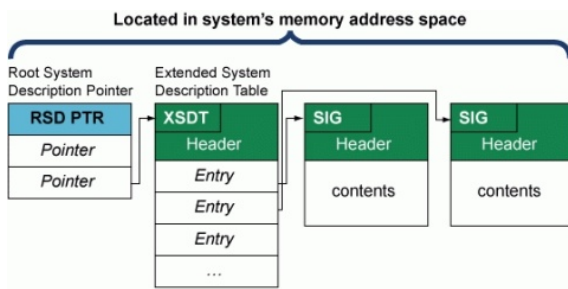 Located in system's memory address space
Root System
Description Pointer
RSD PTR
Pointer
Pointer
Extended System
Description Table
XSDT
Header
Entry
Entry
Entry
...
SIG
Header
contents
SIG
Header
contents